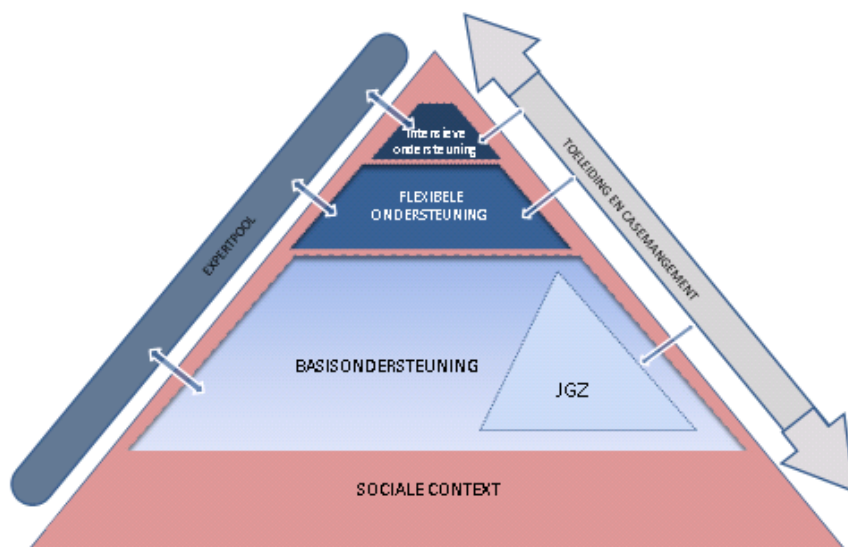 Intensieve
ondersteuning
FLEXIBELE
ONDERSTEUNING
EXPERTPOOL
TOELEIDING EN CASEMANGEMENT
BASISONDERSTEUNING
JGZ
SOCIALE CONTEXT